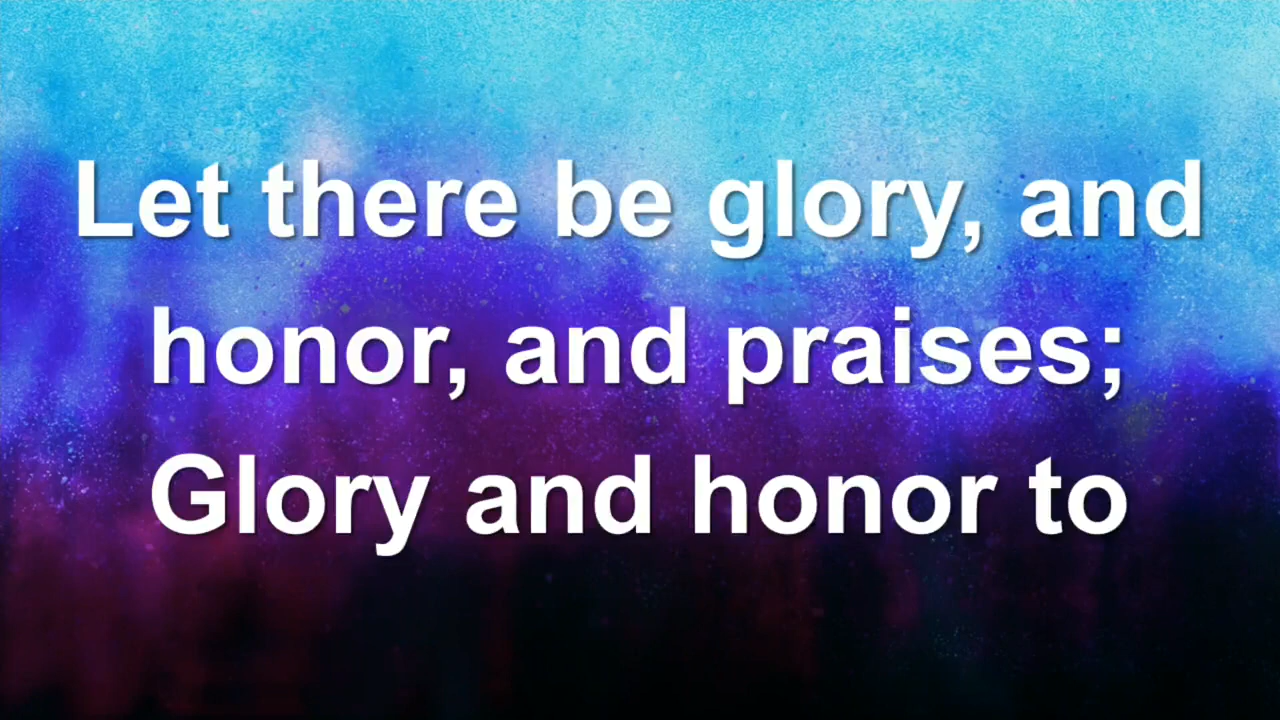 Let there be glory, and
honor, and praises;
Glory and honor to